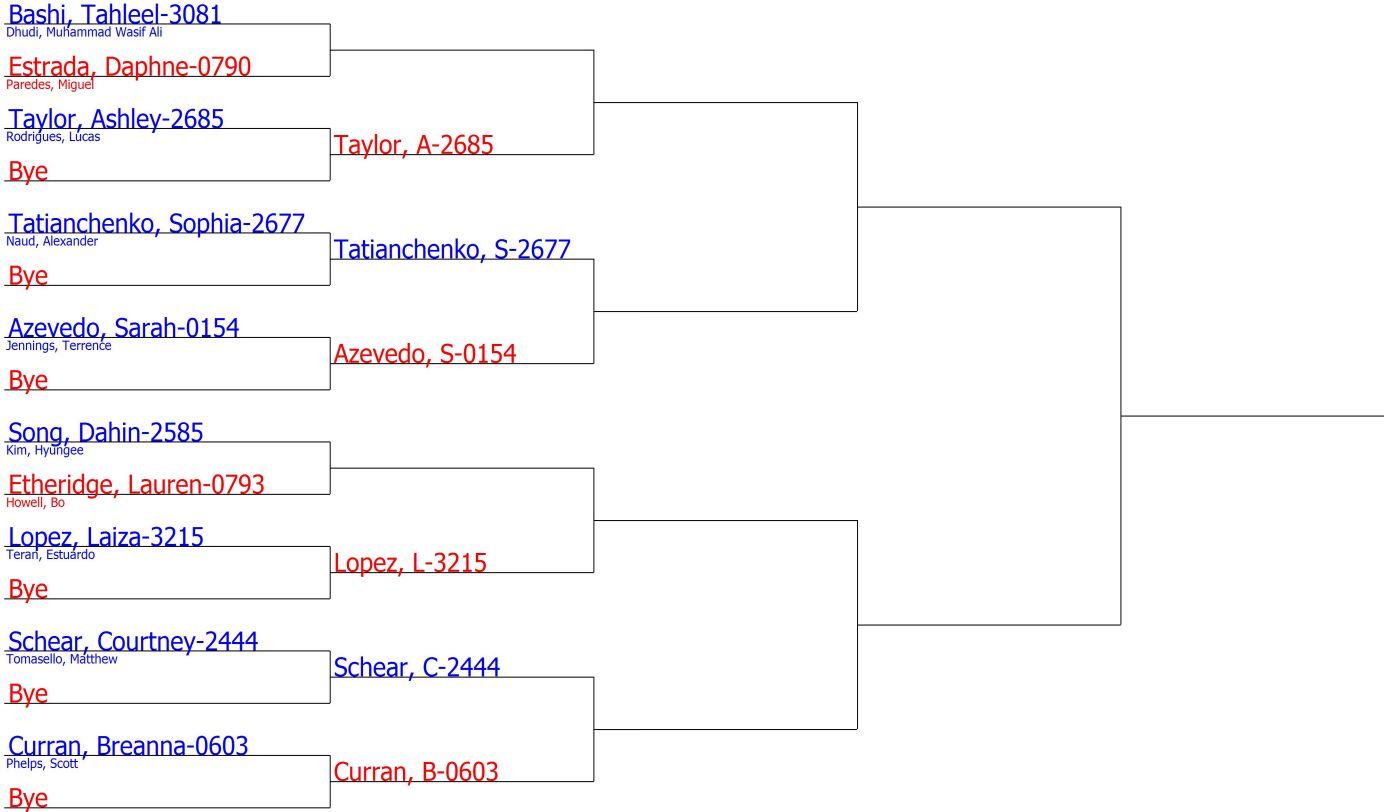 Bashi, Tahleel-3081
Dhudi, Muhammad Wasif Ali
Estrada, Daphne-0790
Paredes, Miguel
Taylor, Ashley-2685
Rodrigues, Lucas
Taylor, A-2685
Bye
Tatianchenko, Sophia-2677
Naud, Alexander
Tatianchenko, S-2677
Bye
Azevedo, Sarah-0154
Jennings, Terrence
Azevedo, S-0154
Bye
Song, Dahin-2585
Kim, Hyungee
Etheridge, Lauren-0793
Howell, Bo
Lopez, Laiza-3215
Teran, Estuardo
Lopez, L-3215
Bye
Schear, Courtney-2444
Tomasello, Matthew
Schear, C-2444
Bye
Curran, Breanna-0603
Phelps, Scott
Curran, B-0603
Bye